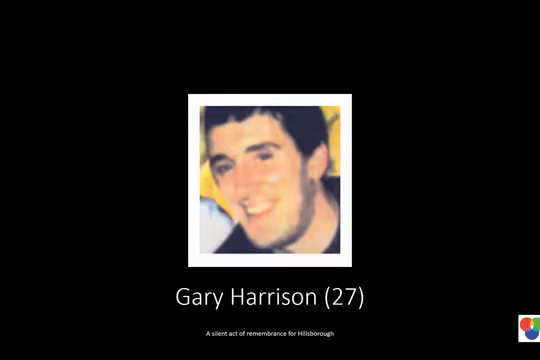 Gary Harrison (27)
A silent act of remembrance for Hillsborough